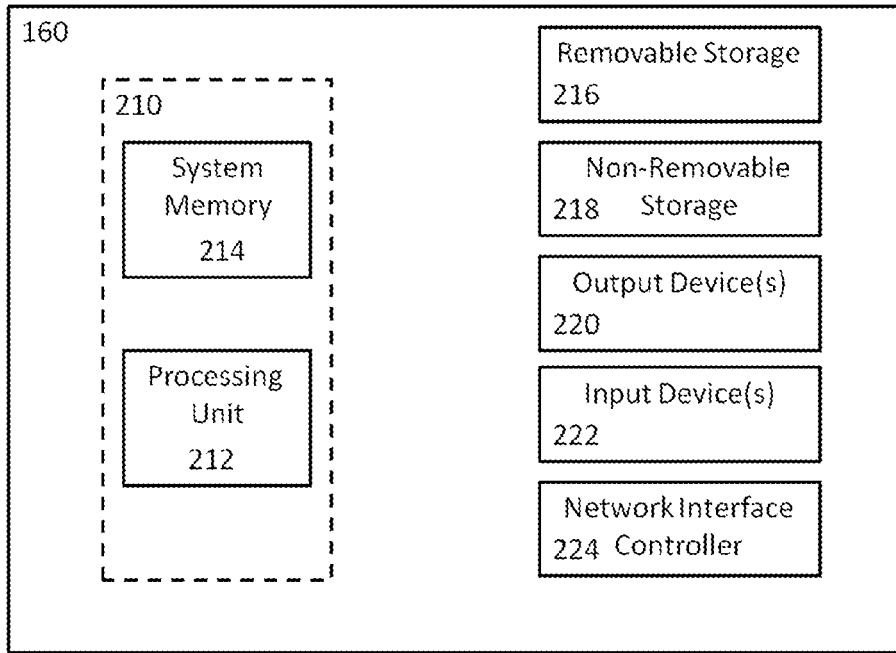 160
210
System
Memory
214
Processing
Unit
212
Removable Storage
216
Non-Removable
218 Storage
Output Device(s)
220
Input Device(s)
222
Network Interface
224 Controller